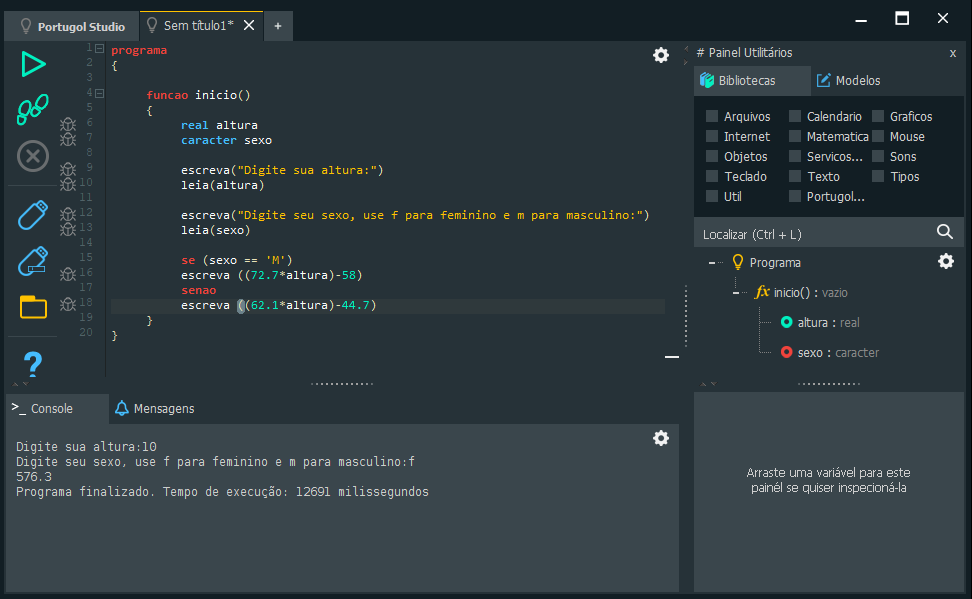 Portugol Studio
Sem título1*
+
1 programa
2 {
3
4 funcao inicio()
5 {
6 real altura
7 caracter sexo
8
9 escreva("Digite sua altura:")
10 leia(altura)
11
12 escreva("Digite seu sexo, use f para feminino e m para masculino:")
13 leia(sexo)
14
15 se (sexo == 'M')
16 escreva ((72.7*altura)-58)
17 senao
18 escreva ((62.1*altura)-44.7)
19 }
20 }
# Painel Utilitários x
Bibliotecas Modelos
Arquivos Calendario Graficos
Internet Matematica Mouse
Objetos Servicos... Sons
Teclado Texto Tipos
Util Portugol...
Localizar (Ctrl + L)
Programa
fx inicio() : vazio
altura : real
sexo : caracter
?
>_ Console
Mensagens
Digite sua altura:10
Digite seu sexo, use f para feminino e m para masculino:f
576.3
Programa finalizado. Tempo de execução: 12691 milissegundos
Arraste uma variável para este
painél se quiser inspecioná-la